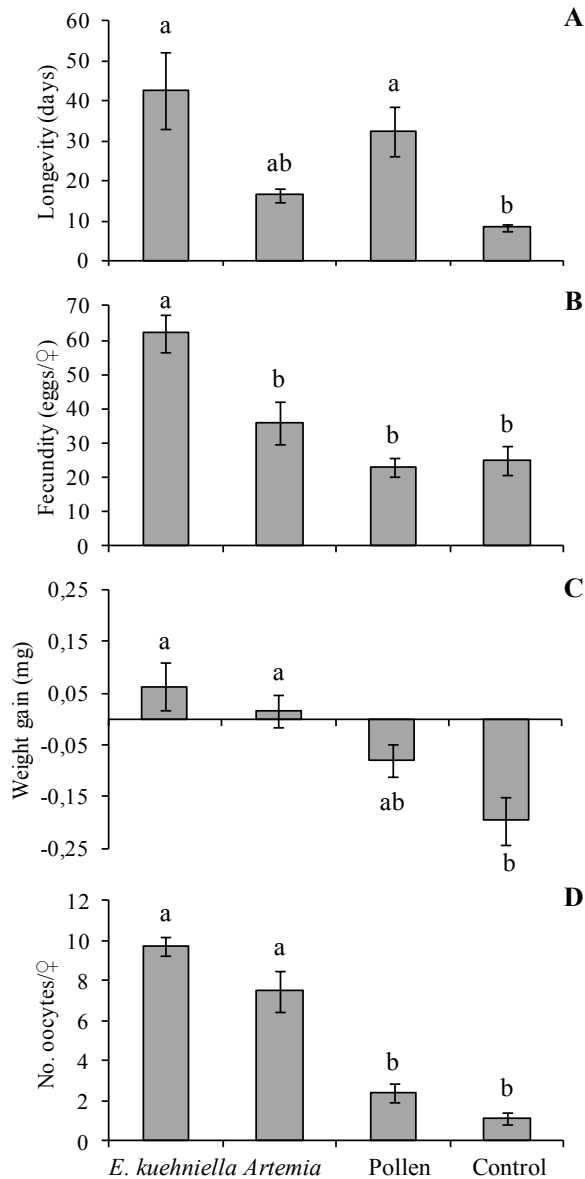 A
Longevity (days)
60
50
40
30
20
10
0
a
ab
a
b
B
Fecundity (eggs/♀)
70
60
50
40
30
20
10
0
a
b
b
b
C
Weight gain (mg)
0,25
0,15
0,05
-0,05
-0,15
-0,25
a
a
ab
b
D
No. oocytes/♀
12
10
8
6
4
2
0
a
a
b
b
E. kuehniella Artemia Pollen Control